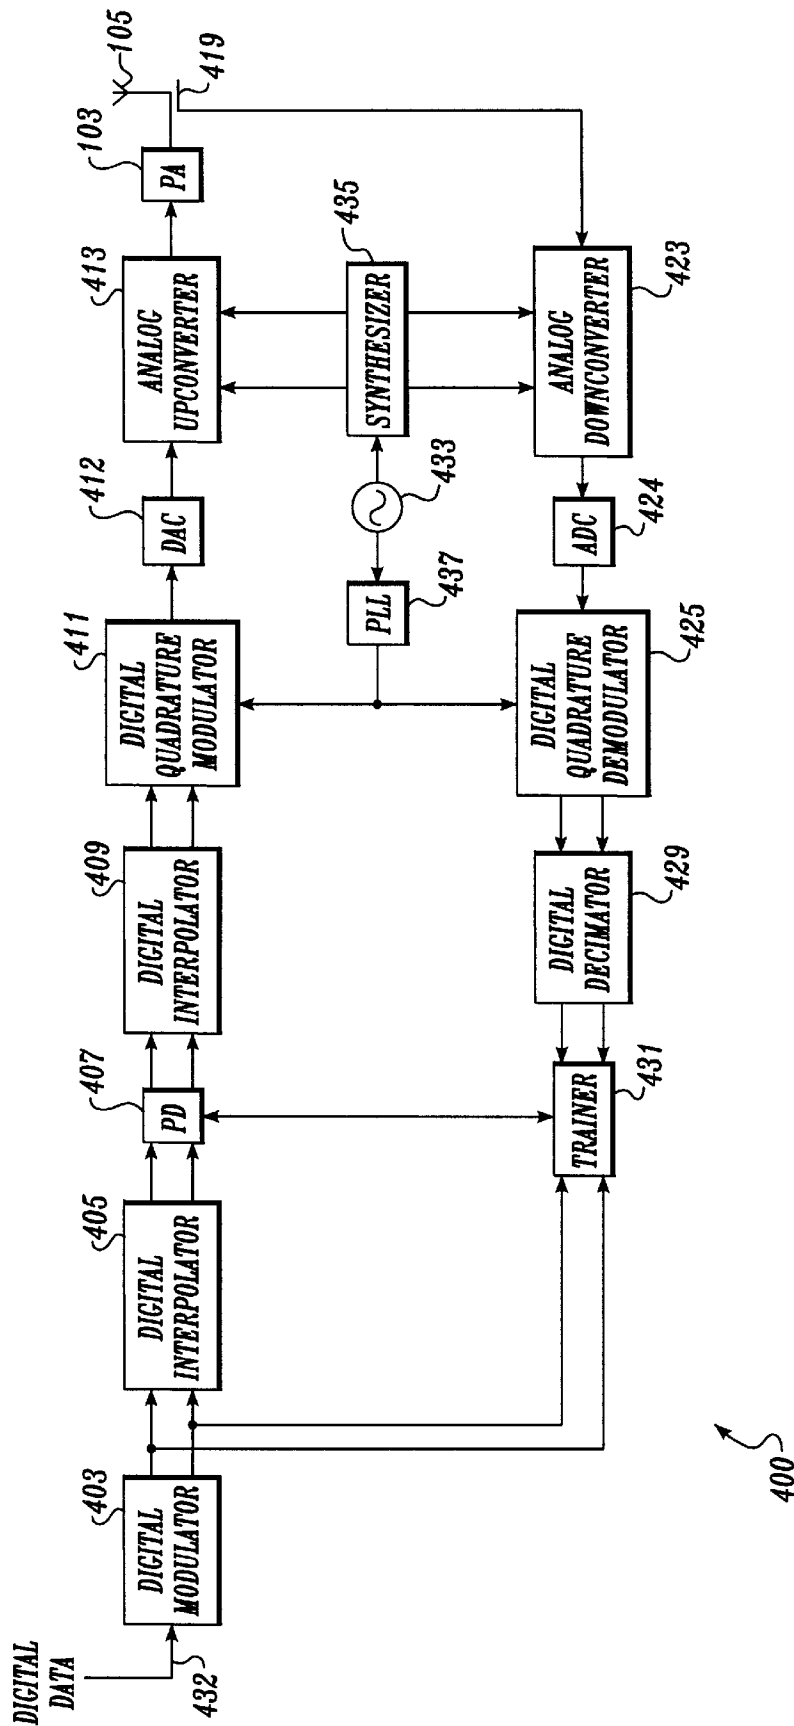 DIGITAL
DATA
432
403
DIGITAL
MODULATOR
405
DIGITAL
INTERPOLATOR
407
PD
409
DIGITAL
INTERPOLATOR
411
DIGITAL
QUADRATURE
MODULATOR
412
DAC
413
ANALOG
UPCONVERTER
103
PA
105
419
PLL
437
433
SYNTHESIZER
435
TRAINER
431
DIGITAL
DECIMATOR
429
DIGITAL
QUADRATURE
DEMODULATOR
425
ADC
424
ANALOG
DOWNCONVERTER
423
400